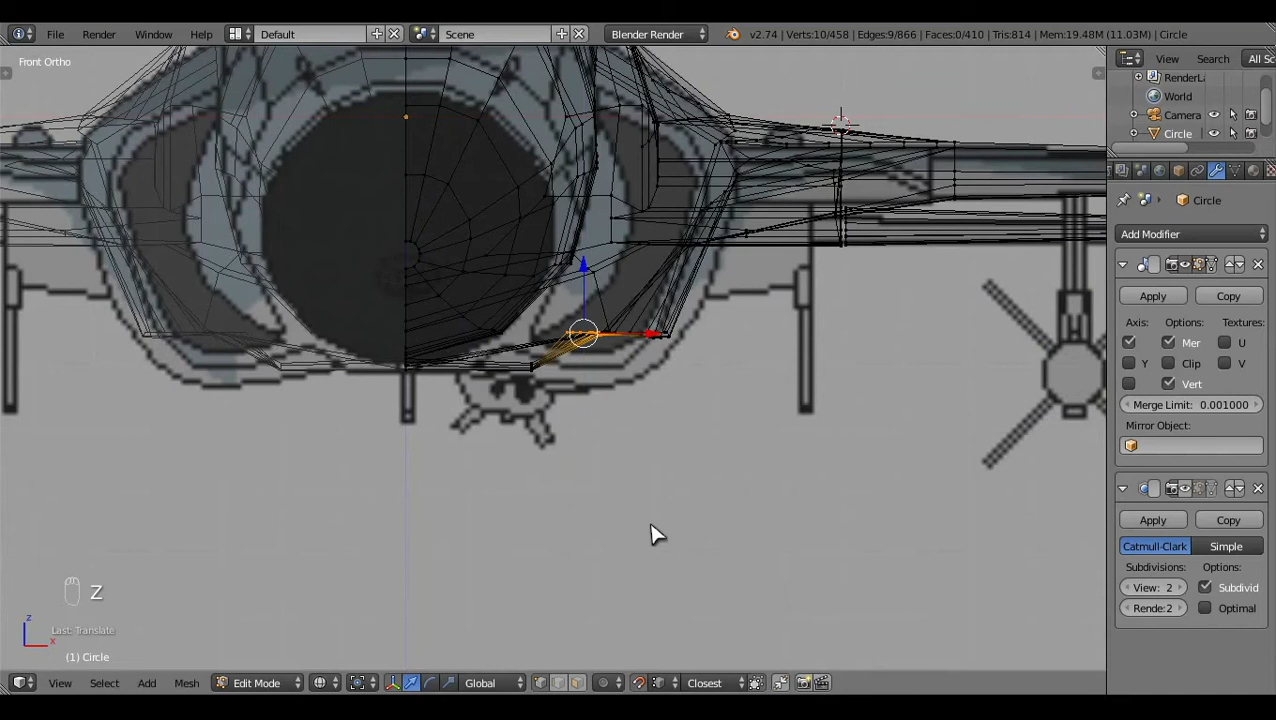 File Render Window Help Default Scene Blender Render v2.74 | Verts:10/458 | Edges:9/866 | Faces:0/410 | Tris:814 | Mem:19.48M (11.03M) | Circle
Front Ortho
View Search All Sc
RenderLa
World
Camera
Circle
Circle
Add Modifier
Apply Copy
Axis: Options: Textures:
Mer U
Y Clip V
Vert
Merge Limit: 0.001000
Mirror Object:
Apply Copy
Catmull-Clark Simple
Subdivisions: Options:
View: 2 Subdivid
Rende:2 Optimal
Z
z
x
Last: Translate
(1) Circle
View Select Add Mesh Edit Mode Global Closest